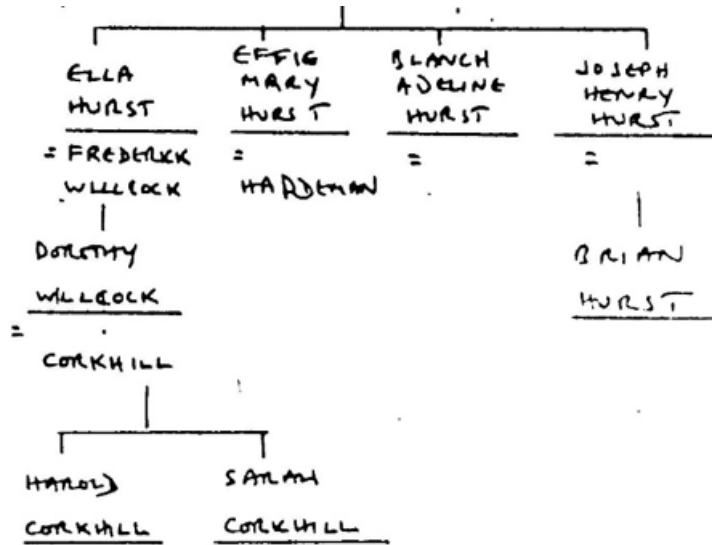 ELLA
HURST
= FREDERICK
WILLCOCK
EFFIE
MARY
HURST
=
HARDEMAN
BLANCH
ADELINE
HURST
=
JOSEPH
HENRY
HURST
=
DOROTHY
WILLCOCK
=
CORKHILL
BRIAN
HURST
HAROLD
CORKHILL
SARAH
CORKHILL